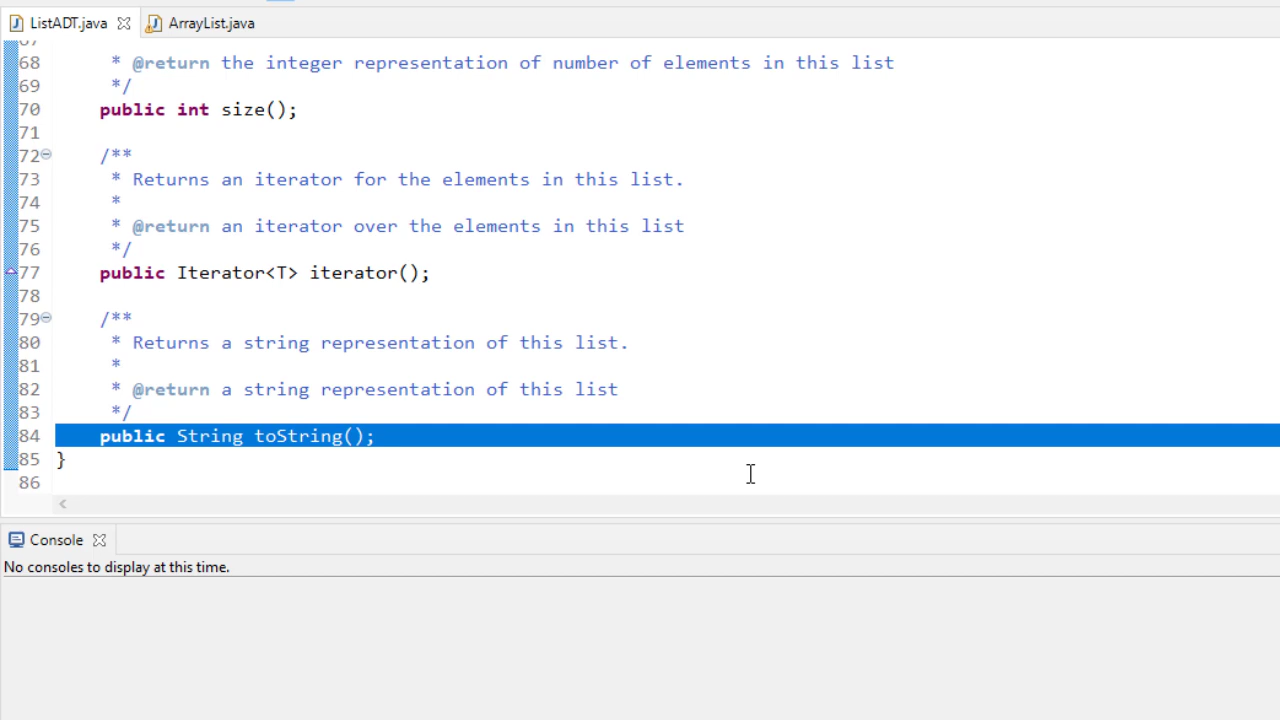 ListADT.java ArrayList.java
67
68 * @return the integer representation of number of elements in this list
69 */
70 public int size();
71
72 /**
73 * Returns an iterator for the elements in this list.
74 *
75 * @return an iterator over the elements in this list
76 */
77 public Iterator<T> iterator();
78
79 /**
80 * Returns a string representation of this list.
81 *
82 * @return a string representation of this list
83 */
84 public String toString();
85 }
86
Console
No consoles to display at this time.